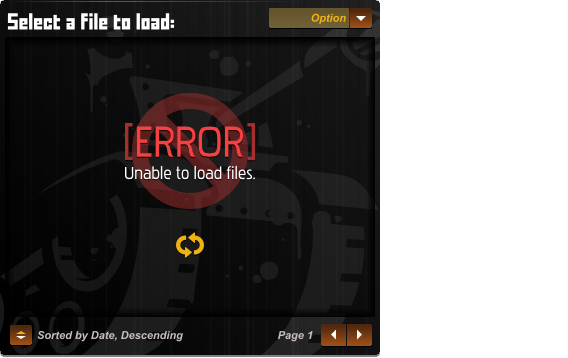 Select a file to load:
Option
[ERROR]
Unable to load files.
Sorted by Date, Descending
Page 1